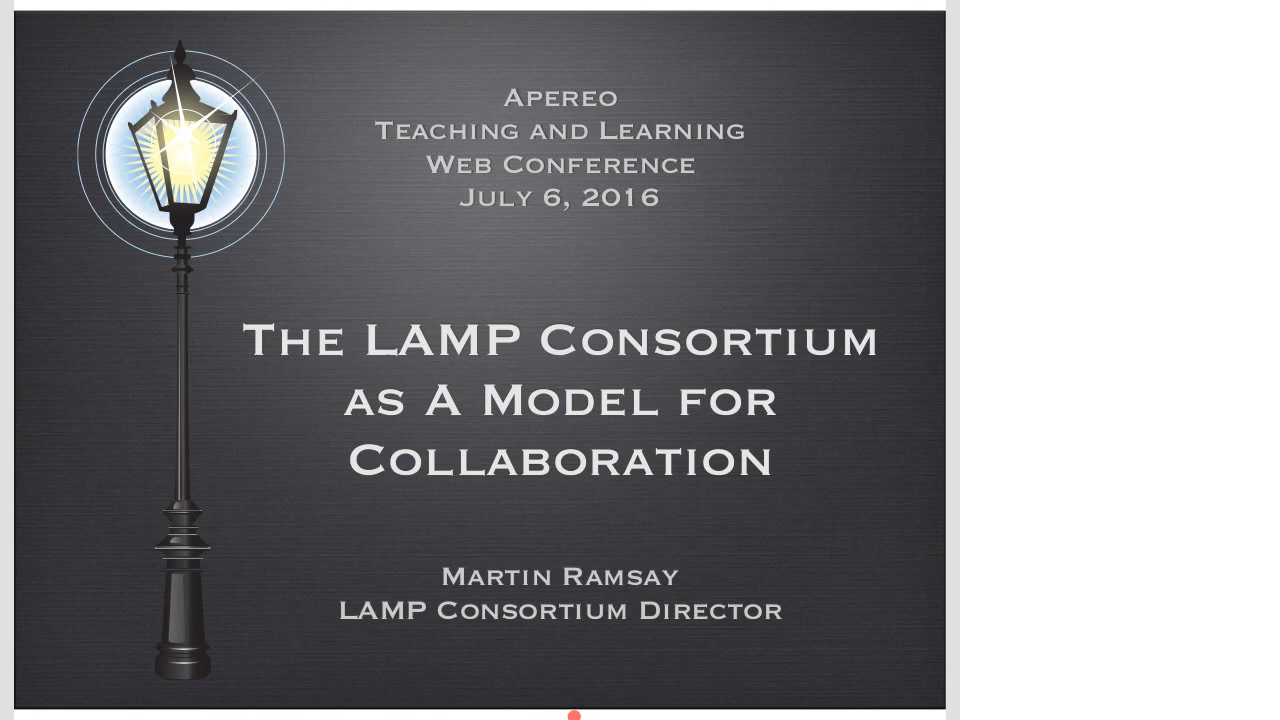 Apereo
Teaching and Learning
Web Conference
July 6, 2016
The LAMP Consortium
as A Model for
Collaboration
Martin Ramsay
LAMP Consortium Director